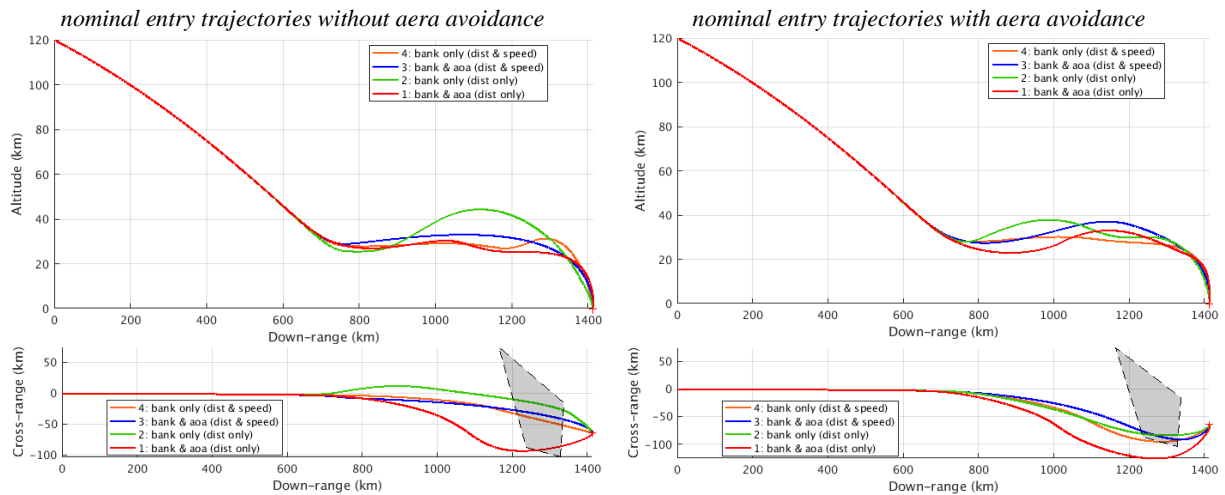 nominal entry trajectories without aera avoidance
nominal entry trajectories with aera avoidance
120
100
80
60
40
20
0
Altitude (km)
4: bank only (dist & speed)
3: bank & aoa (dist & speed)
2: bank only (dist only)
1: bank & aoa (dist only)
0 200 400 600 800 1000 1200 1400
Down-range (km)
50
0
-50
-100
Cross-range (km)
4: bank only (dist & speed)
3: bank & aoa (dist & speed)
2: bank only (dist only)
1: bank & aoa (dist only)
0 200 400 600 800 1000 1200 1400
Down-range (km)
120
100
80
60
40
20
0
Altitude (km)
4: bank only (dist & speed)
3: bank & aoa (dist & speed)
2: bank only (dist only)
1: bank & aoa (dist only)
0 200 400 600 800 1000 1200 1400
Down-range (km)
50
0
-50
-100
Cross-range (km)
4: bank only (dist & speed)
3: bank & aoa (dist & speed)
2: bank only (dist only)
1: bank & aoa (dist only)
0 200 400 600 800 1000 1200 1400
Down-range (km)